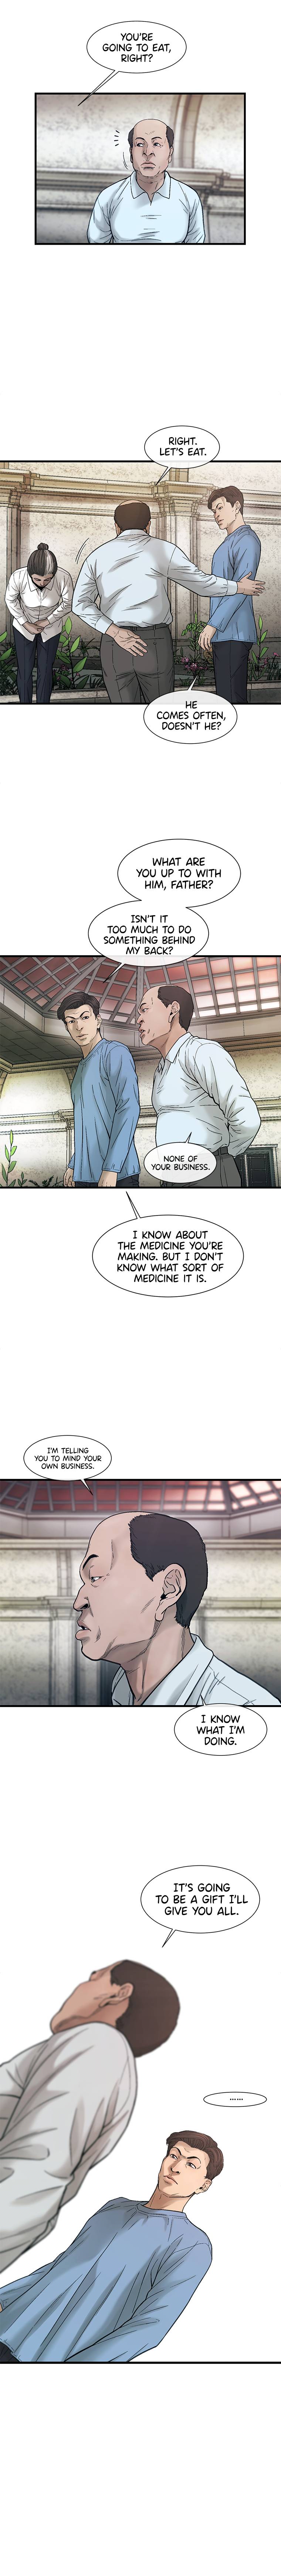 YOU'RE
GOING TO EAT,
RIGHT?
RIGHT.
LET'S EAT.
HE
COMES OFTEN,
DOESN'T HE?
WHAT ARE
YOU UP TO WITH
HIM, FATHER?
ISN'T IT
TOO MUCH TO DO
SOMETHING BEHIND
MY BACK?
NONE OF
YOUR BUSINESS.
I KNOW ABOUT
THE MEDICINE YOU'RE
MAKING. BUT I DON'T
KNOW WHAT SORT OF
MEDICINE IT IS.
I'M TELLING
YOU TO MIND YOUR
OWN BUSINESS.
I KNOW
WHAT I'M
DOING.
IT'S GOING
TO BE A GIFT I'LL
GIVE YOU ALL.
......